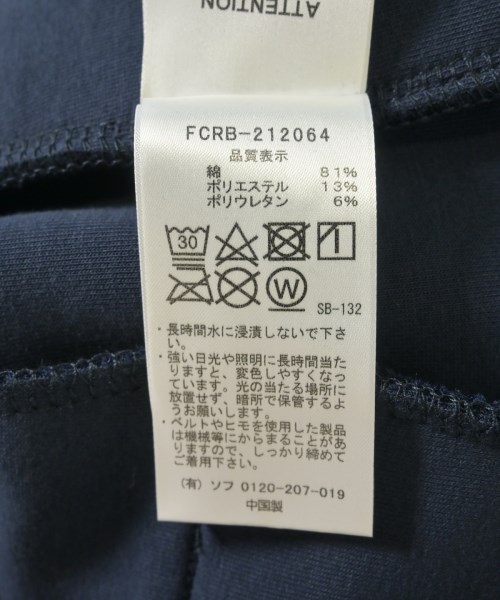 ATTENTION
FCRB-212064
品質表示
綿 81%
ポリエステル 13%
ポリウレタン 6%
30
W
SB-132
・長時間水に浸漬しないで下さ
い。
・強い日光や照明に長時間当た
りますと、変色しやすくなっ
ています。光の当たる場所に
放置せず、暗所で保管するよ
うお願いします。
・ベルトやヒモを使用した製品
は機械等にからまることがあ
りますので、しっかり締めて
ご着用下さい。
(有) ソフ 0120-207-019
中国製